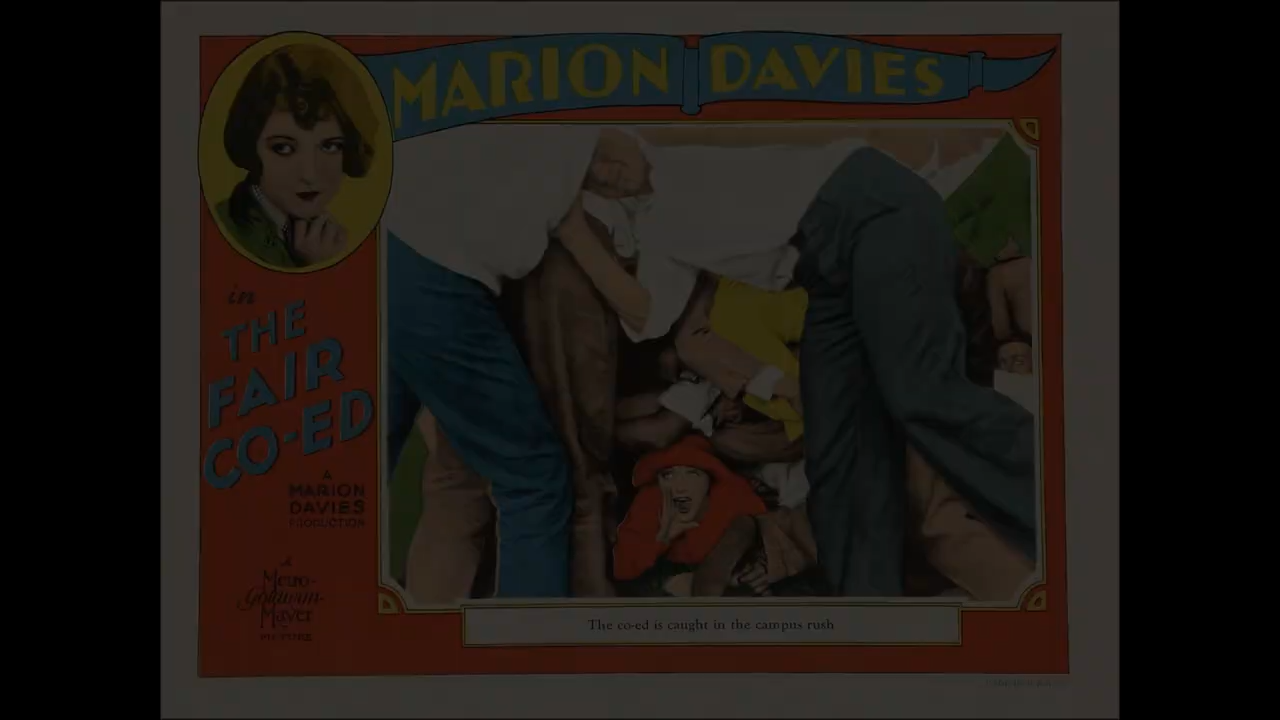 MARION DAVIES
in
THE
FAIR
CO-ED
A
MARION
DAVIES
PRODUCTION
A
Metro-
Goldwyn-
Mayer
PICTURE
The co-ed is caught in the campus rush